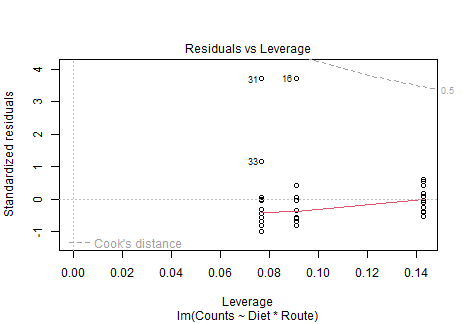 Residuals vs Leverage
Standardized residuals
4
3
2
1
0
-1
31
16
33
0.5
Cook's distance
0.00 0.02 0.04 0.06 0.08 0.10 0.12 0.14
Leverage
lm(Counts ~ Diet * Route)